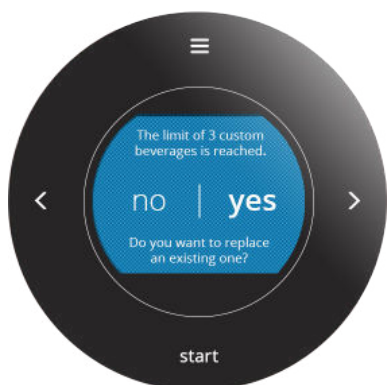 The limit of 3 custom
beverages is reached.
no | yes
Do you want to replace
an existing one?
start